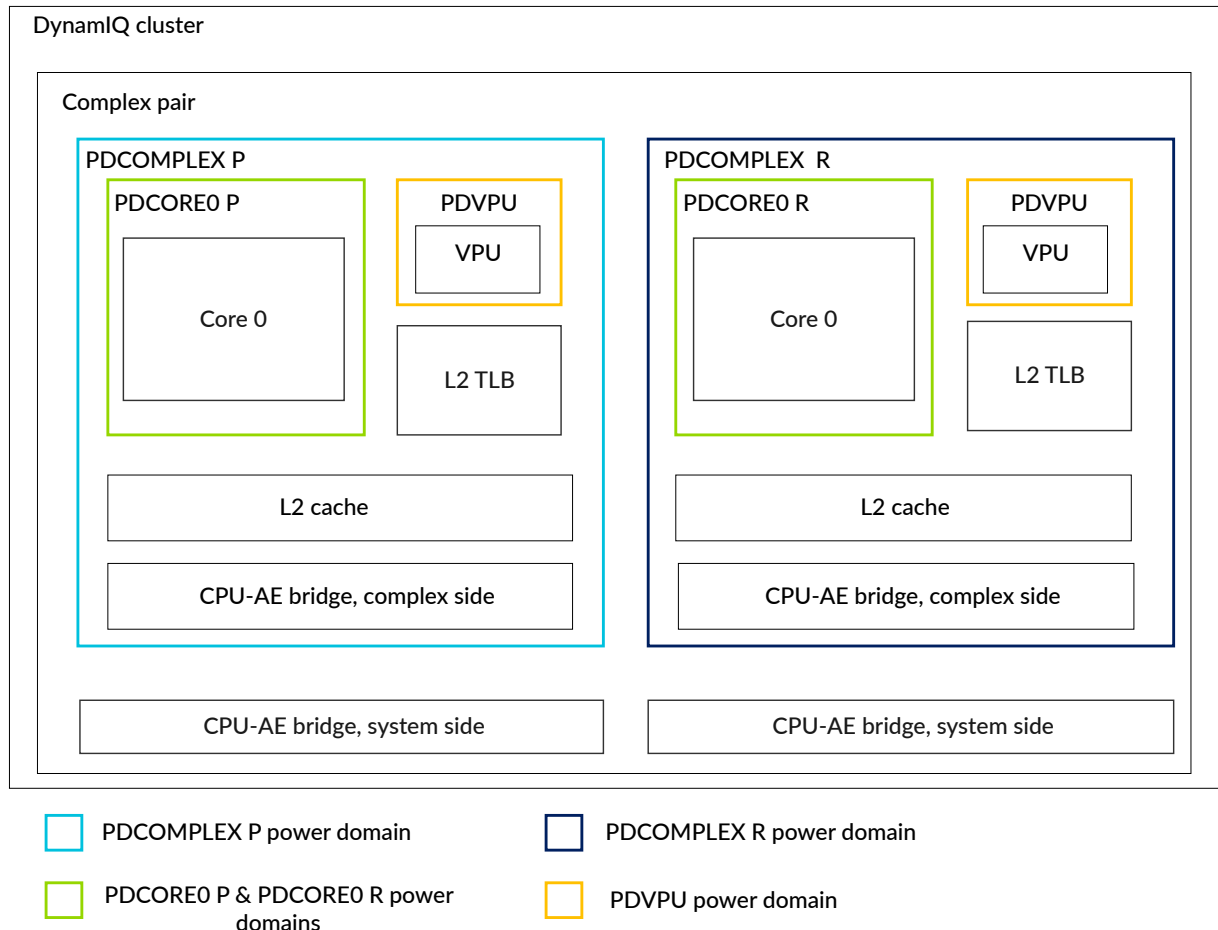 DynamIQ cluster
Complex pair
PDCOMPLEX P
PDCORE0 P
Core 0
PDVPU
VPU
L2 TLB
L2 cache
CPU-AE bridge, complex side
PDCOMPLEX R
PDCORE0 R
Core 0
PDVPU
VPU
L2 TLB
L2 cache
CPU-AE bridge, complex side
CPU-AE bridge, system side
CPU-AE bridge, system side
PDCOMPLEX P power domain
PDCOMPLEX R power domain
PDCORE0 P & PDCORE0 R power
domains
PDVPU power domain